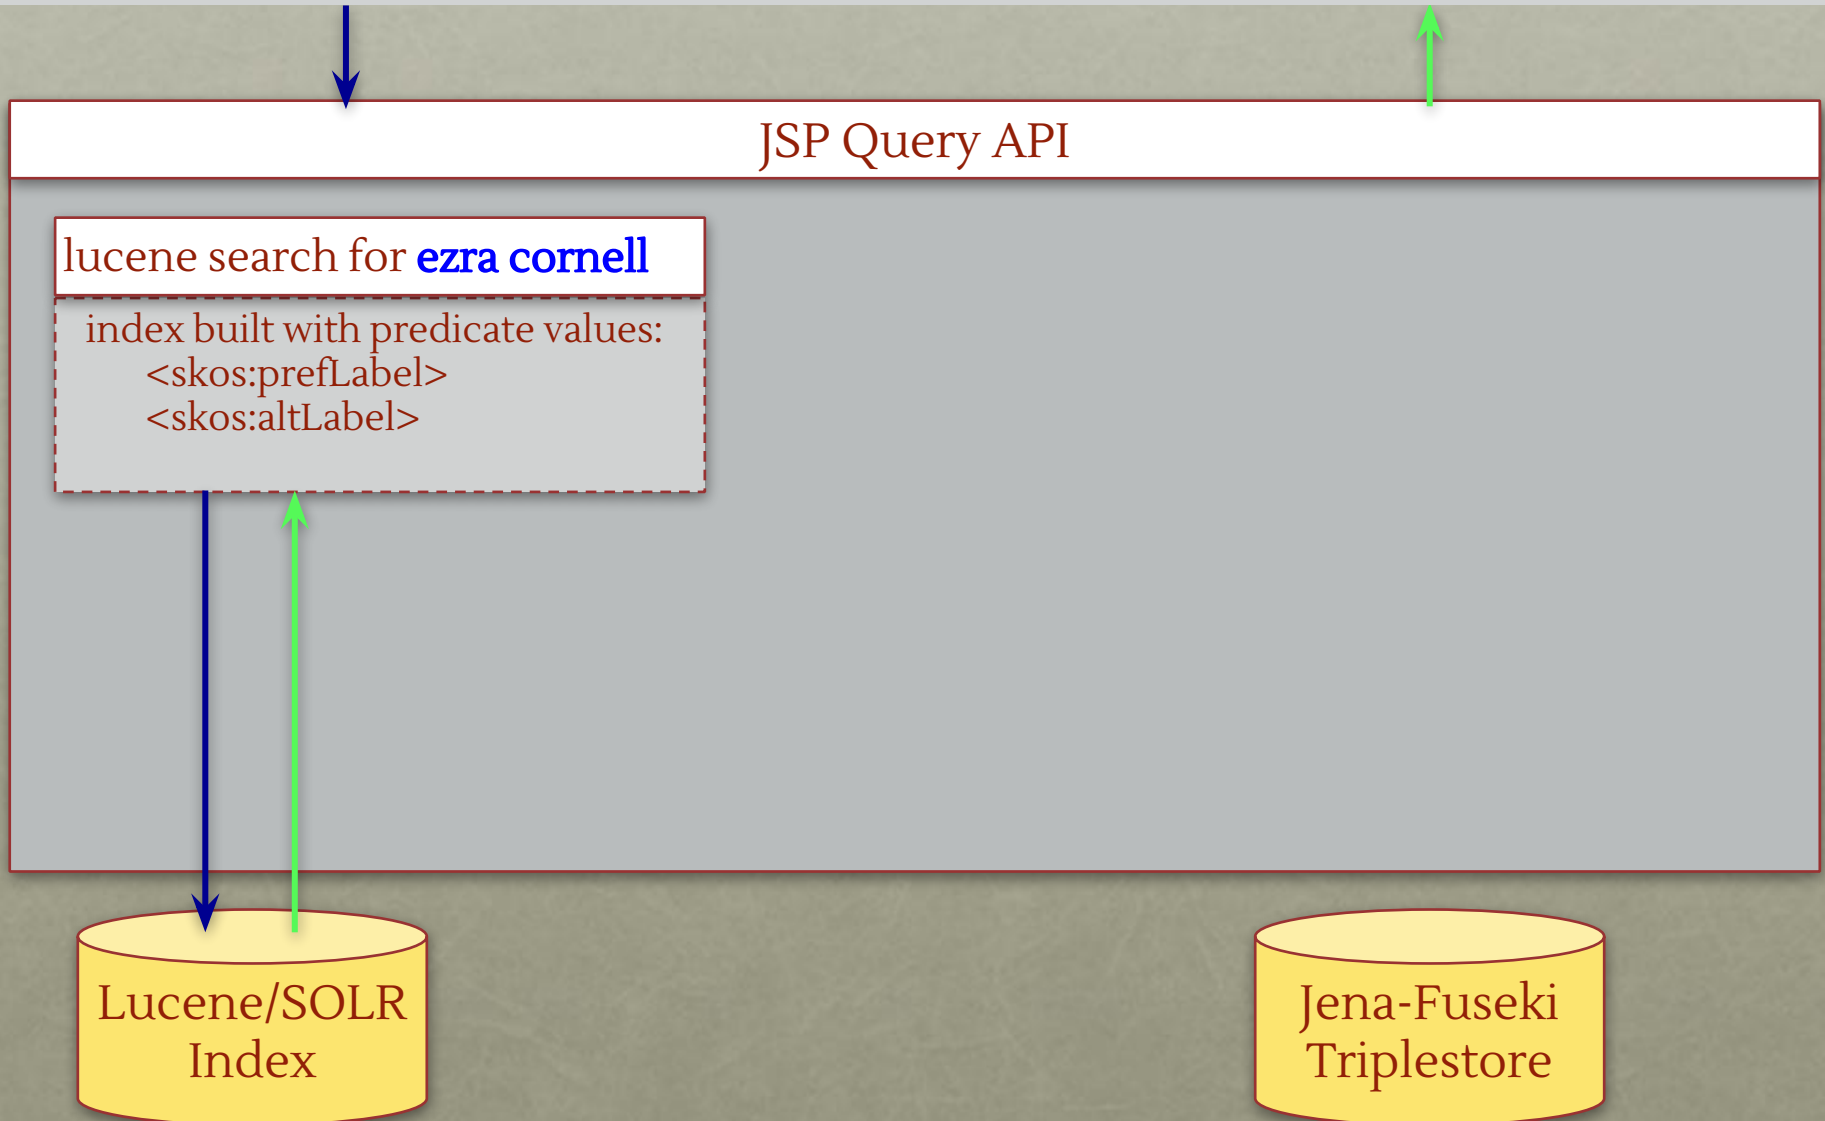 JSP Query API
lucene search for ezra cornell
index built with predicate values:
<skos:prefLabel>
<skos:altLabel>
Lucene/SOLR
Index
Jena-Fuseki
Triplestore